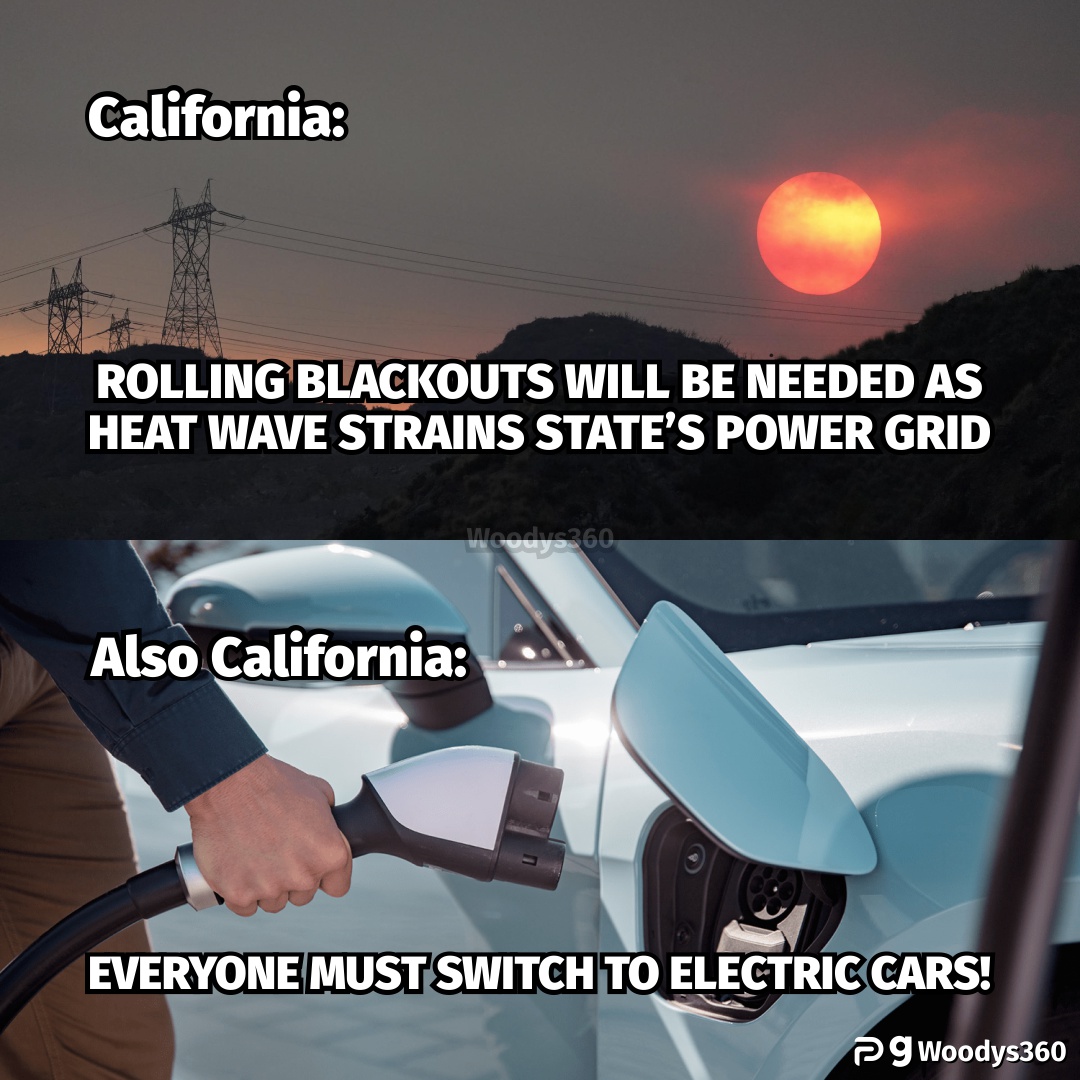 California:
ROLLING BLACKOUTS WILL BE NEEDED AS
HEAT WAVE STRAINS STATE’S POWER GRID
Woodys360
Also California:
EVERYONE MUST SWITCH TO ELECTRIC CARS!
pg Woodys360